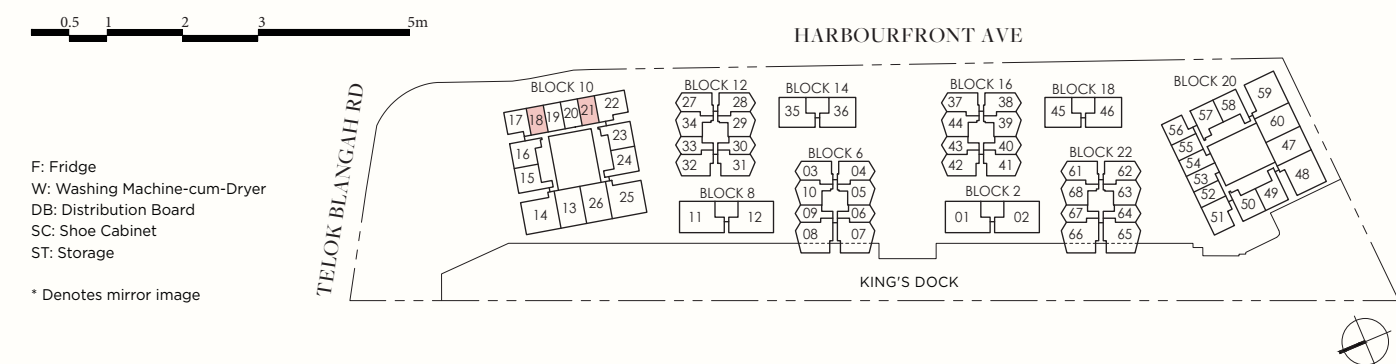 0.5 1 2 3 5m
HARBOURFRONT AVE
TELOK BLANGAH RD
F: Fridge
W: Washing Machine-cum-Dryer
DB: Distribution Board
SC: Shoe Cabinet
ST: Storage
* Denotes mirror image
BLOCK 10
17 18 19 20 21 22
16 23
15 24
14 13 26 25
BLOCK 12
27 28
34 29
33 30
32 31
BLOCK 14
35 36
BLOCK 8
11 12
BLOCK 6
03 04
10 05
09 06
08 07
BLOCK 16
37 38
44 39
43 40
42 41
BLOCK 18
45 46
BLOCK 2
01 02
BLOCK 22
61 62
68 63
67 64
66 65
BLOCK 20
56 57 58 59
55 60
54 47
53 48
52 49
51 50
KING'S DOCK